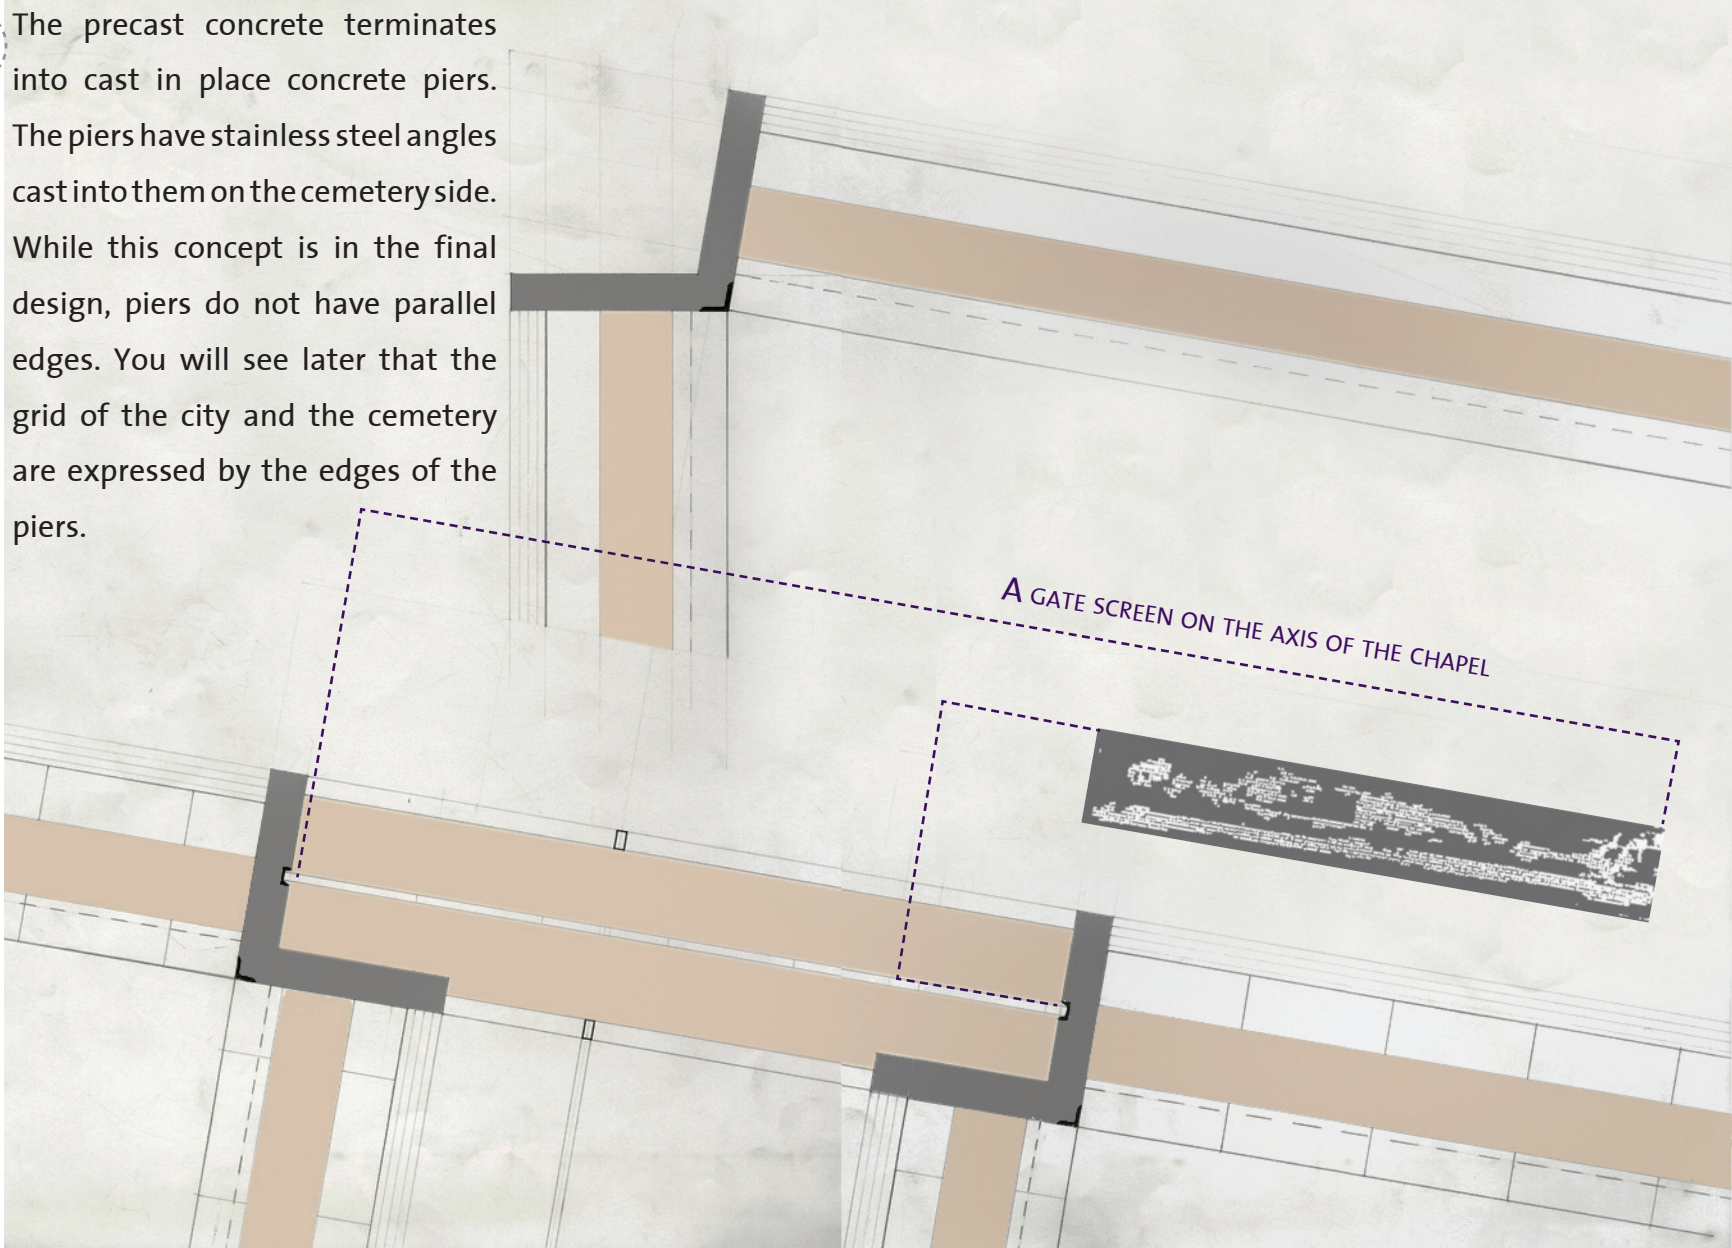 The precast concrete terminates
into cast in place concrete piers.
The piers have stainless steel angles
cast into them on the cemetery side.
While this concept is in the final
design, piers do not have parallel
edges. You will see later that the
grid of the city and the cemetery
are expressed by the edges of the
piers.
A GATE SCREEN ON THE AXIS OF THE CHAPEL